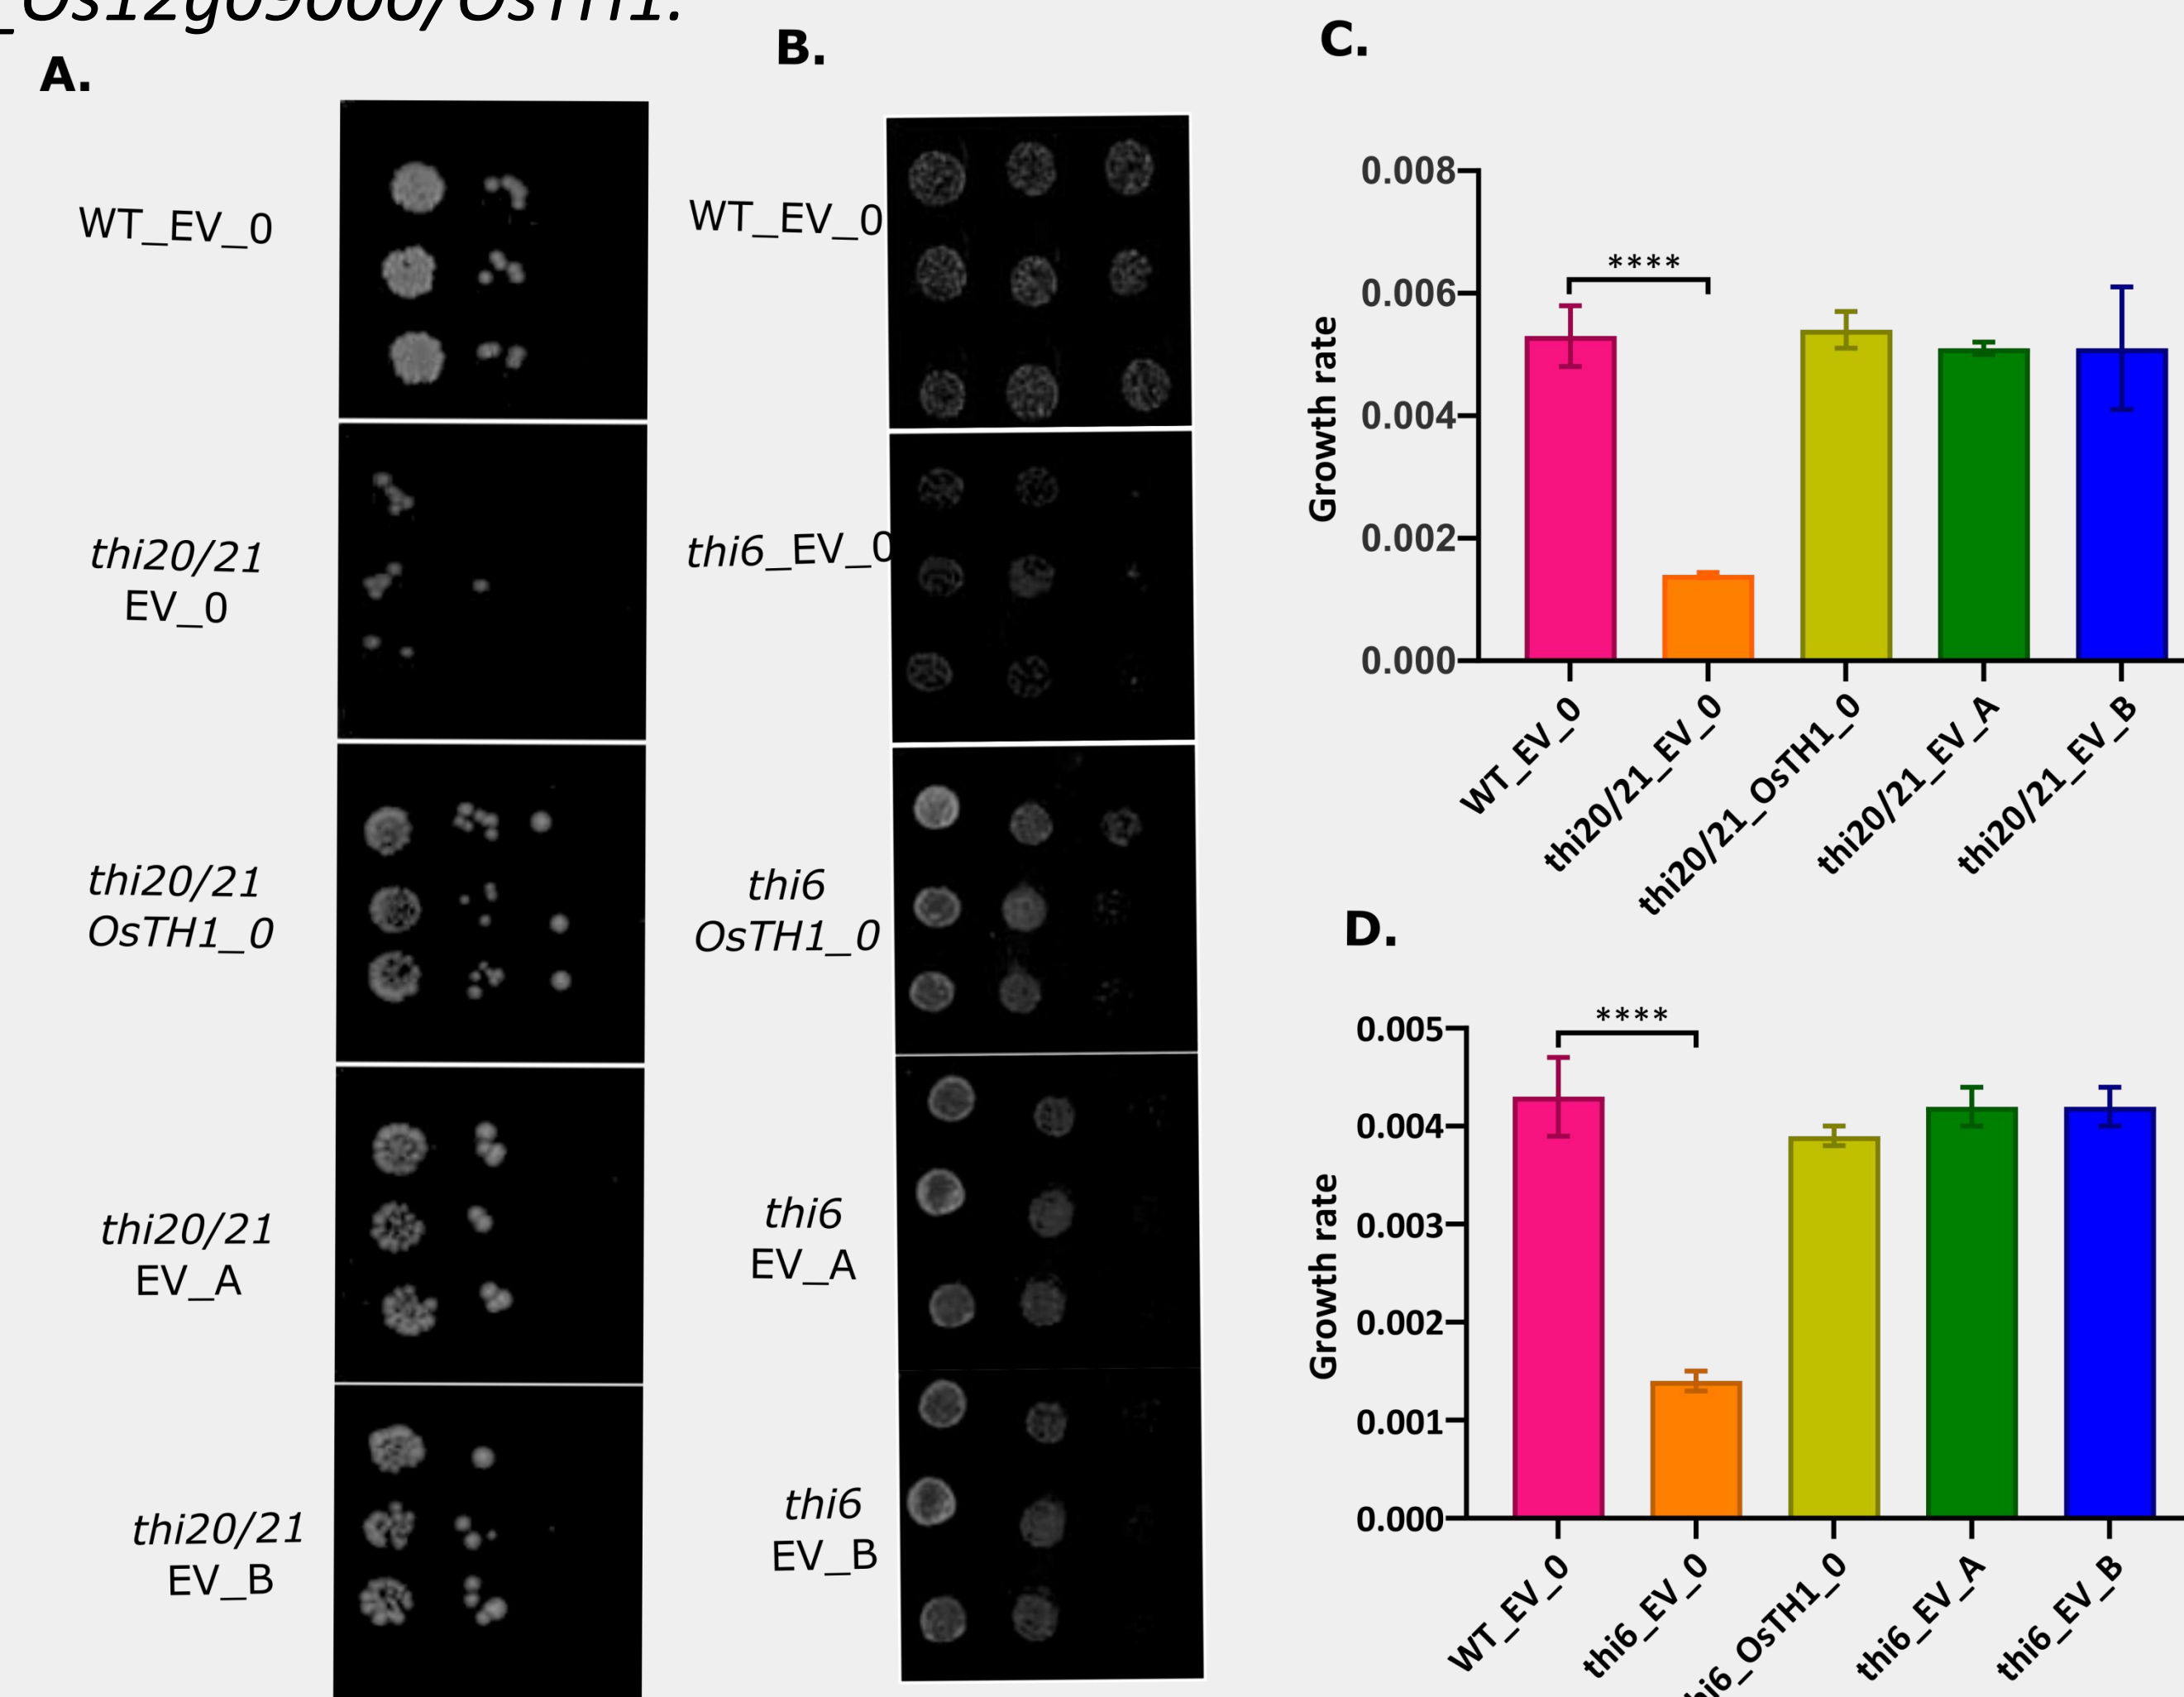 A.
WT_EV_0
thi20/21
EV_0
thi20/21
OsTH1_0
thi20/21
EV_A
thi20/21
EV_B
B.
WT_EV_0
thi6_EV_0
thi6
OsTH1_0
thi6
EV_A
thi6
EV_B
C.
Growth rate
0.008
0.006
0.004
0.002
0.000
****
WT_EV_0
thi20/21_EV_0
thi20/21_OsTH1_0
thi20/21_EV_A
thi20/21_EV_B
D.
Growth rate
0.005
0.004
0.003
0.002
0.001
0.000
****
WT_EV_0
thi6_EV_0
hi6_OsTH1_0
thi6_EV_A
thi6_EV_B